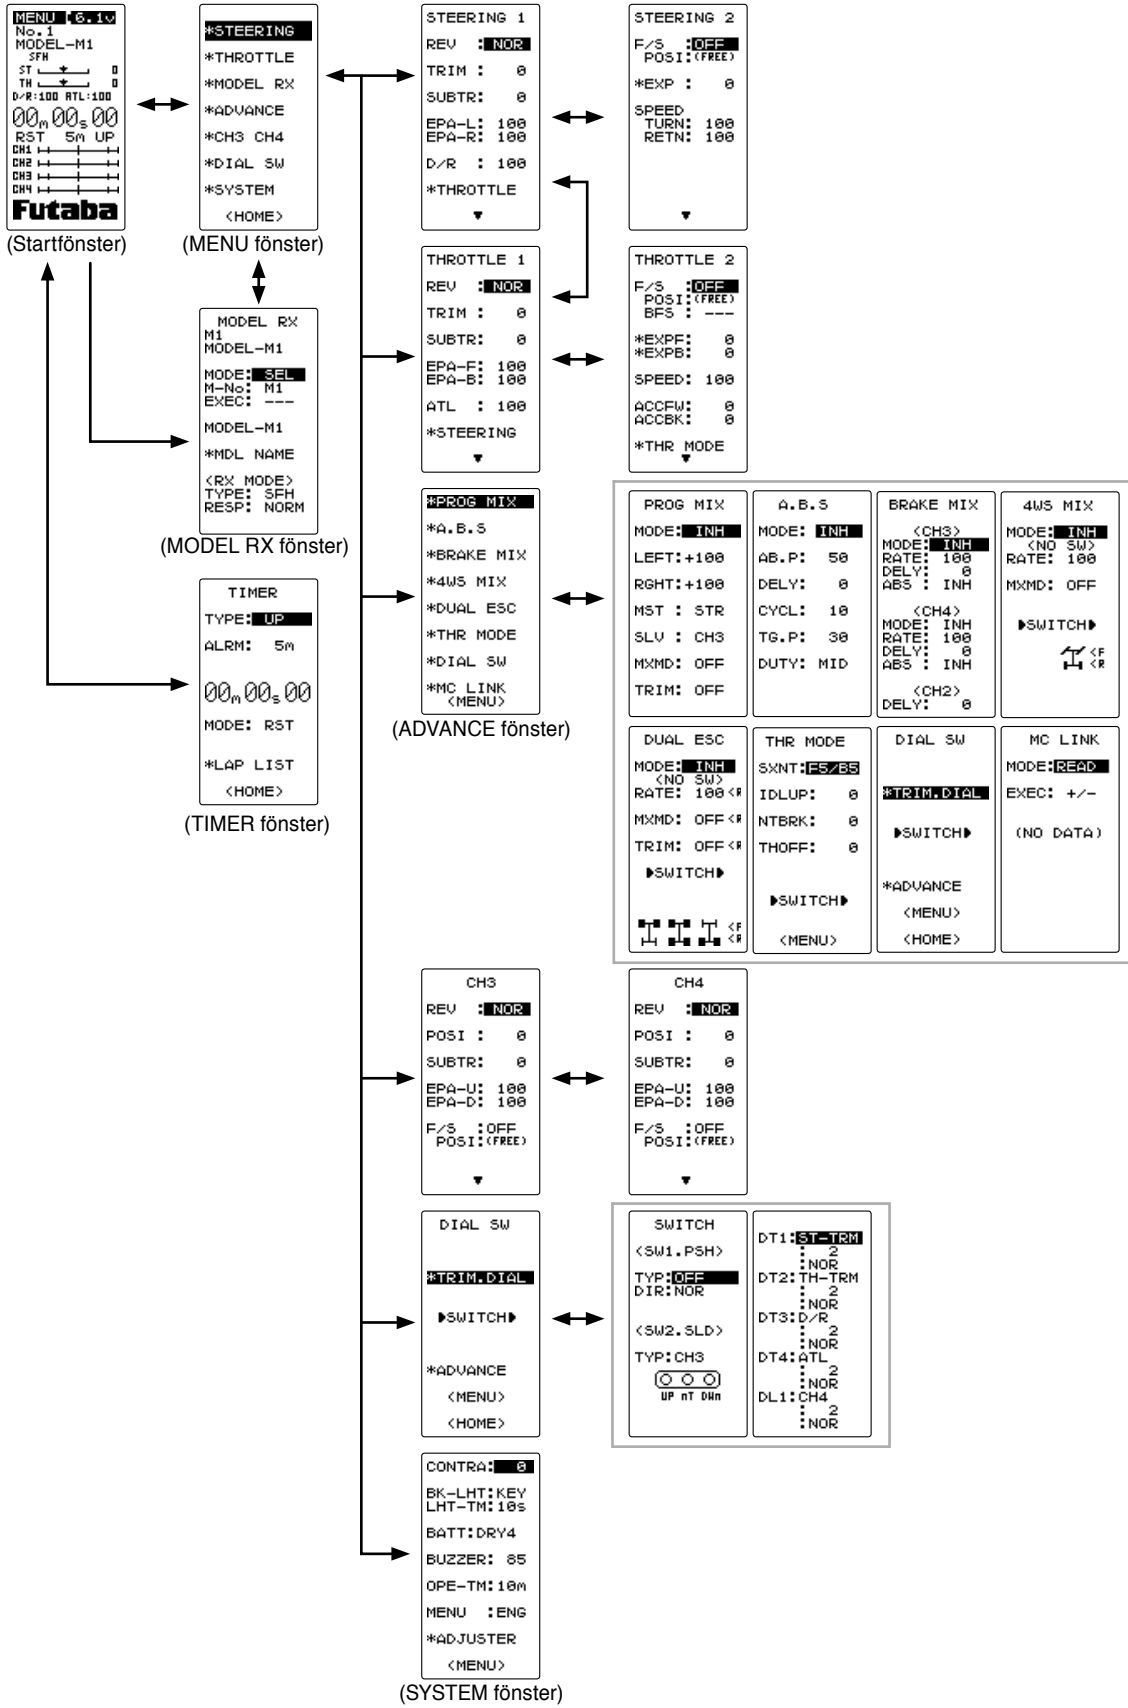 MENU 6.1v
No.1
MODEL-M1
SFH
ST 0
TH 0
D/R:100 ATL:100
00m00s00
RST 5m UP
CH1
CH2
CH3
CH4
Futaba
(Startfönster)
*STEERING
*THROTTLE
*MODEL RX
*ADVANCE
*CH3 CH4
*DIAL SW
*SYSTEM
<HOME>
(MENU fönster)
STEERING 1
REV :NOR
TRIM : 0
SUBTR: 0
EPA-L: 100
EPA-R: 100
D/R : 100
*THROTTLE
▼
STEERING 2
F/S :OFF
POSI:(FREE)
*EXP : 0
SPEED
TURN: 100
RETN: 100
▼
MODEL RX
M1
MODEL-M1
MODE: SEL
M-No: M1
EXEC: ---
MODEL-M1
*MDL NAME
<RX MODE>
TYPE: SFH
RESP: NORM
(MODEL RX fönster)
THROTTLE 1
REV :NOR
TRIM : 0
SUBTR: 0
EPA-F: 100
EPA-B: 100
ATL : 100
*STEERING
▼
THROTTLE 2
F/S :OFF
POSI:(FREE)
BFS : ---
*EXPF: 0
*EXPB: 0
SPEED: 100
ACCFW: 0
ACCBK: 0
*THR MODE
▼
TIMER
TYPE: UP
ALRM: 5m
00m00s00
MODE: RST
*LAP LIST
<HOME>
(TIMER fönster)
*PROG MIX
*A.B.S
*BRAKE MIX
*4WS MIX
*DUAL ESC
*THR MODE
*DIAL SW
*MC LINK
<MENU>
(ADVANCE fönster)
PROG MIX
MODE: INH
LEFT:+100
RGHT:+100
MST : STR
SLV : CH3
MXMD: OFF
TRIM: OFF
A.B.S
MODE: INH
AB.P: 50
DELY: 0
CYCL: 10
TG.P: 30
DUTY: MID
BRAKE MIX
<CH3>
MODE: INH
RATE: 100
DELY: 0
ABS : INH
<CH4>
MODE: INH
RATE: 100
DELY: 0
ABS : INH
<CH2>
DELY: 0
4WS MIX
MODE: INH
<NO SW>
RATE: 100
MXMD: OFF
▶SWITCH▶
<F
<R
DUAL ESC
MODE: INH
<NO SW>
RATE: 100<R
MXMD: OFF<R
TRIM: OFF<R
▶SWITCH▶
<F
<R
THR MODE
SXNT:F5/B5
IDLUP: 0
NTBRK: 0
THOFF: 0
▶SWITCH▶
<MENU>
DIAL SW
*TRIM.DIAL
▶SWITCH▶
*ADVANCE
<MENU>
<HOME>
MC LINK
MODE:READ
EXEC: +/-
(NO DATA)
CH3
REV :NOR
POSI : 0
SUBTR: 0
EPA-U: 100
EPA-D: 100
F/S :OFF
POSI:(FREE)
▼
CH4
REV :NOR
POSI : 0
SUBTR: 0
EPA-U: 100
EPA-D: 100
F/S :OFF
POSI:(FREE)
▼
DIAL SW
*TRIM.DIAL
▶SWITCH▶
*ADVANCE
<MENU>
<HOME>
SWITCH
<SW1.PSH>
TYP:OFF
DIR:NOR
<SW2.SLD>
TYP:CH3
UP nT DWn
DT1:ST-TRM
: 2
:NOR
DT2:TH-TRM
: 2
:NOR
DT3:D/R
: 2
:NOR
DT4:ATL
: 2
:NOR
DL1:CH4
: 2
:NOR
CONTRA: 0
BK-LHT:KEY
LHT-TM:10s
BATT:DRY4
BUZZER: 85
OPE-TM:10m
MENU :ENG
*ADJUSTER
<MENU>
(SYSTEM fönster)